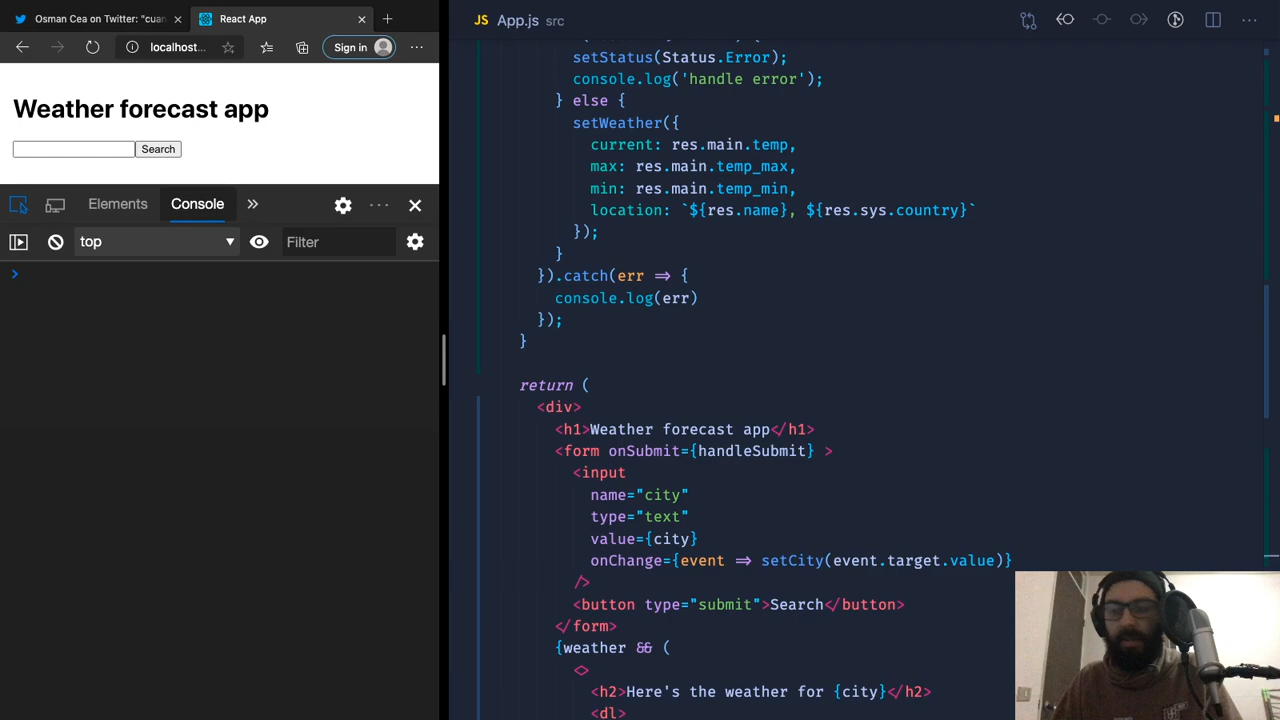 Osman Cea on Twitter: "cuan
React App
localhost...
Sign in
Weather forecast app
Search
Elements
Console
top
Filter
JS App.js src
setStatus(Status.Error);
console.log('handle error');
} else {
setWeather({
current: res.main.temp,
max: res.main.temp_max,
min: res.main.temp_min,
location: `${res.name}, ${res.sys.country}`
});
}
}).catch(err => {
console.log(err)
});
}
return (
<div>
<h1>Weather forecast app</h1>
<form onSubmit={handleSubmit} >
<input
name="city"
type="text"
value={city}
onChange={event => setCity(event.target.value)}
/>
<button type="submit">Search</button>
</form>
{weather && (
<>
<h2>Here's the weather for {city}</h2>
<dl>